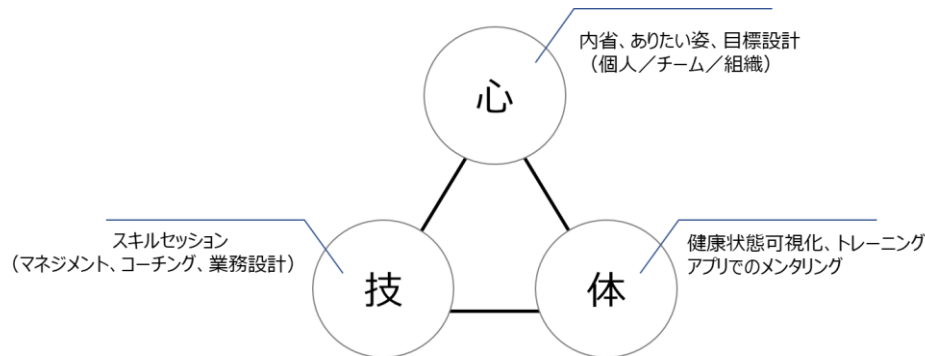 内省、ありたい姿、目標設計
（個人／チーム／組織）
心
スキルセッション
（マネジメント、コーチング、業務設計）
技
健康状態可視化、トレーニング
アプリでのメンタリング
体